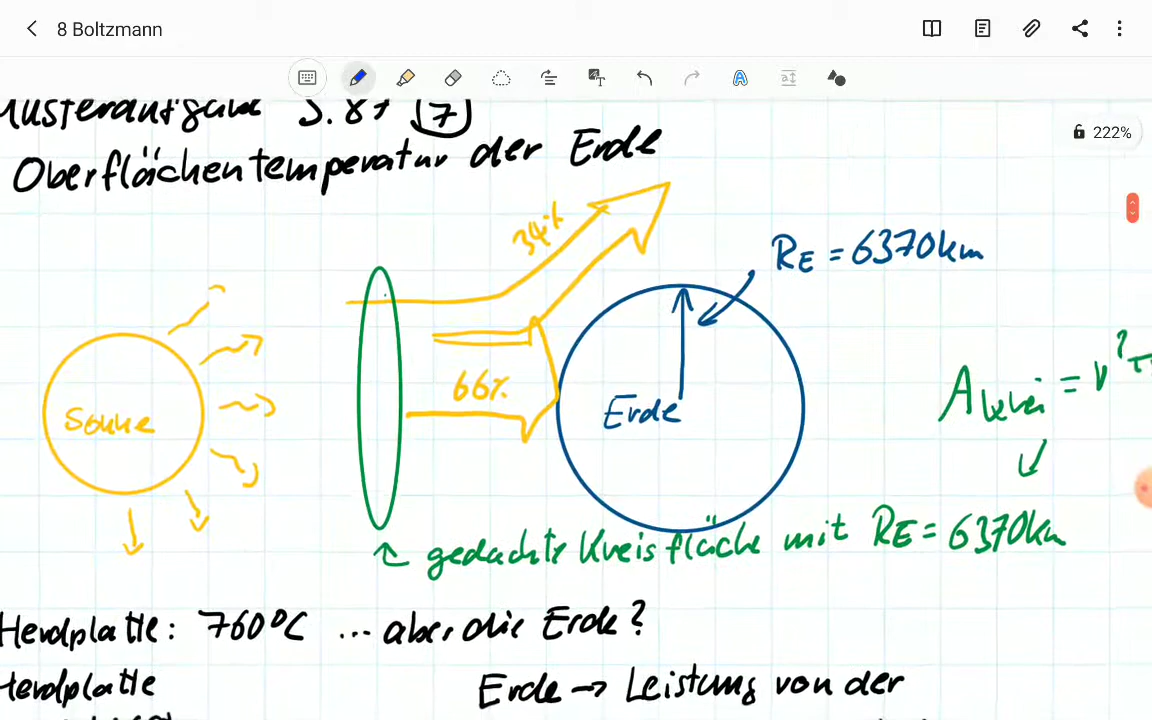 8 Boltzmann
Musteraufgabe S. 87 7
222%
Oberflächentemperatur der Erde
34%
RE = 6370km
66%
Sonne
Erde
AKreis = r²π
gedachte Kreisfläche mit RE = 6370km
Herdplatte: 760°C ... aber die Erde?
Herdplatte
Erde → Leistung von der